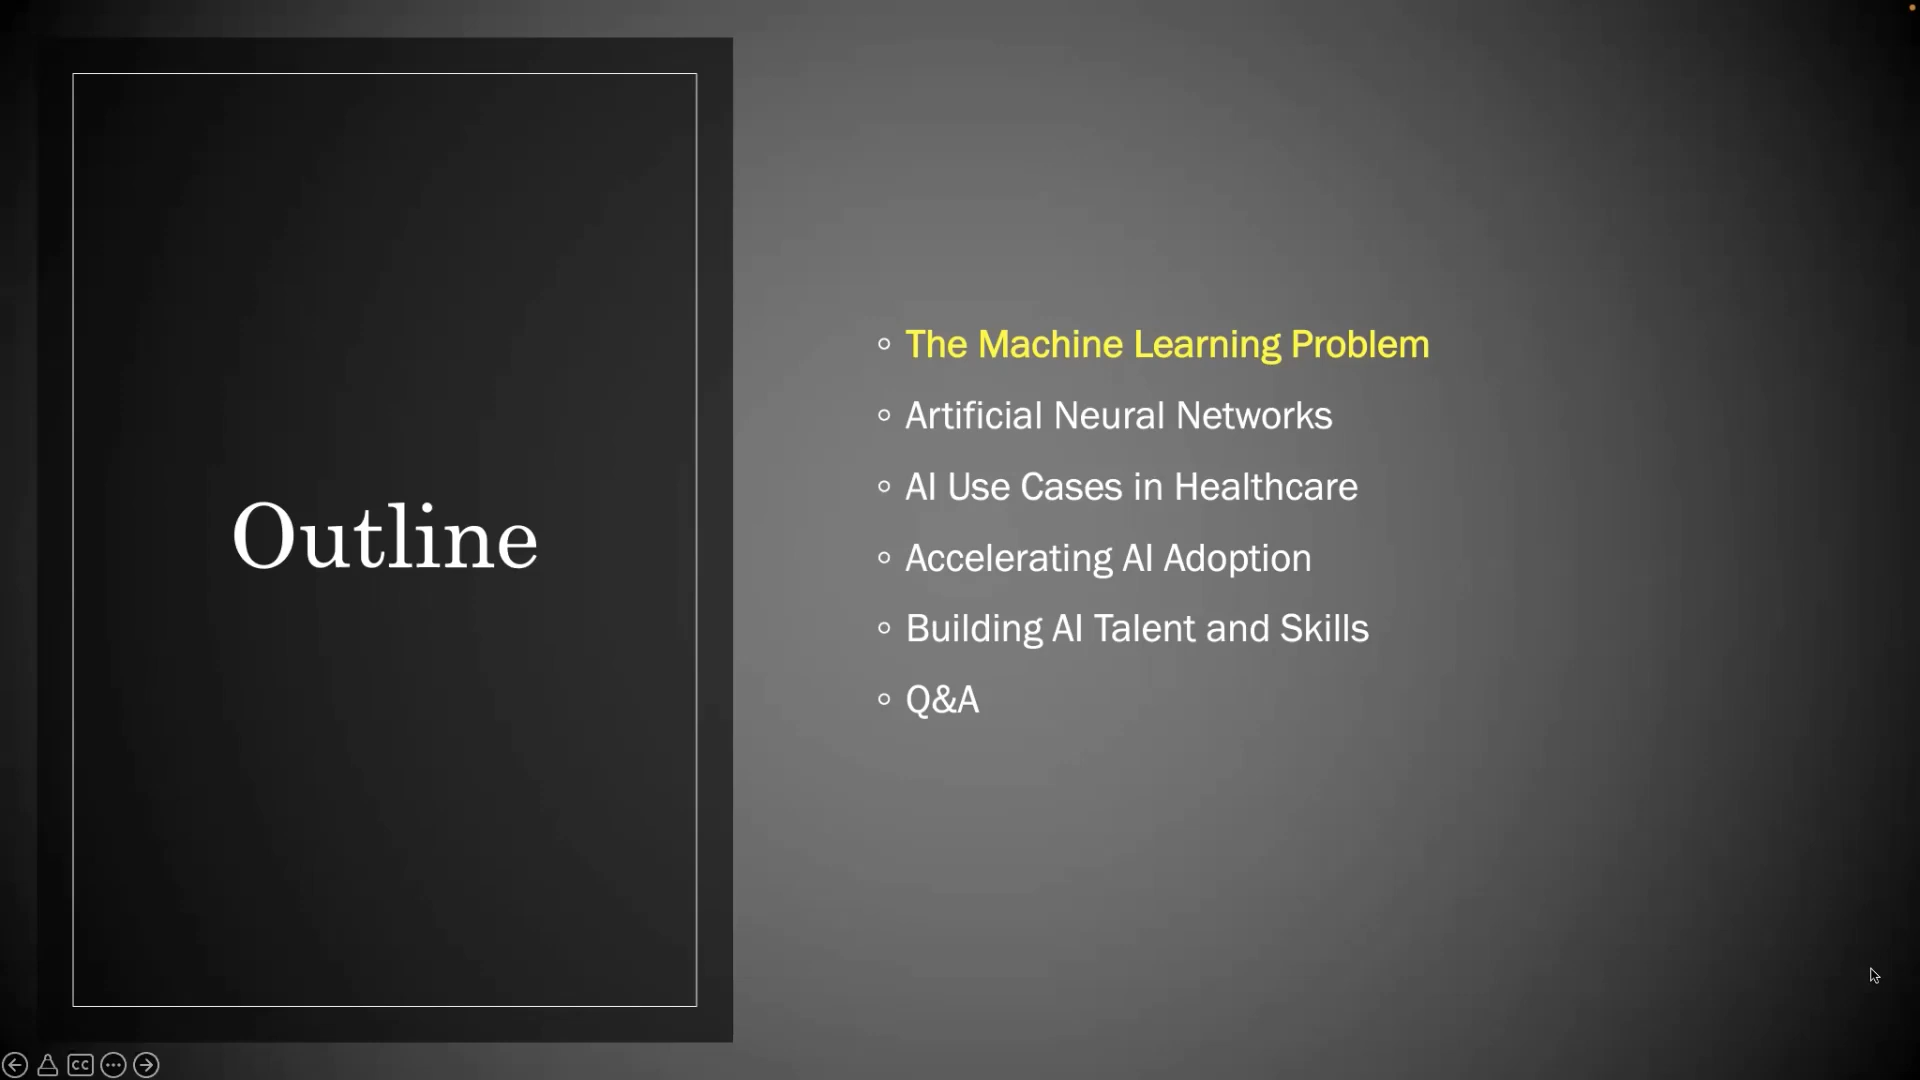 Outline
The Machine Learning Problem
Artificial Neural Networks
AI Use Cases in Healthcare
Accelerating AI Adoption
Building AI Talent and Skills
Q&A
CC